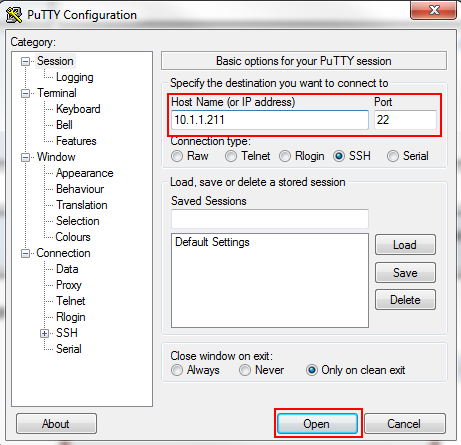 PuTTY Configuration
Category:
Session
Logging
Terminal
Keyboard
Bell
Features
Window
Appearance
Behaviour
Translation
Selection
Colours
Connection
Data
Proxy
Telnet
Rlogin
SSH
Serial
Basic options for your PuTTY session
Specify the destination you want to connect to
Host Name (or IP address) Port
10.1.1.211 22
Connection type:
Raw Telnet Rlogin SSH Serial
Load, save or delete a stored session
Saved Sessions
Default Settings
Load
Save
Delete
Close window on exit:
Always Never Only on clean exit
About Open Cancel